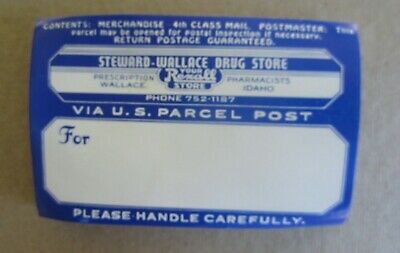 CONTENTS: MERCHANDISE 4th CLASS MAIL. POSTMASTER: This
parcel may be opened for postal inspection if necessary.
RETURN POSTAGE GUARANTEED.
STEWARD-WALLACE DRUG STORE
YOUR
PRESCRIPTION Rexall PHARMACISTS
WALLACE, STORE IDAHO
PHONE 752-1187
VIA U.S. PARCEL POST
For
PLEASE HANDLE CAREFULLY.